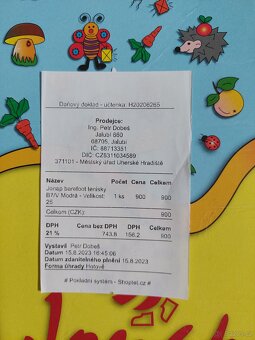 Daňový doklad - účtenka H20206265
Prodejce:
Ing. Petr Dobeš
Jalubí 880
68705, Jalubí
IČ: 88713351
DIČ: CZ5311034589
371101 - Městský úřad Uherské Hradiště
Název Počet Cena Celkem
Jonap barefoot tenisky
B7/V Modrá - Velikost:
25 1 ks 900 900
Celkom (CZK): 900
DPH Cena bez DPH DPH Celkem
21 % 743,8 156,2 900
Vystavil Petr Dobeš
Datum 15.8.2023 16:45:06
Datum zdanitelného plnění 15.8.2023
Forma úhrady Hotově
# Pokladní systém - Shoptet.cz #